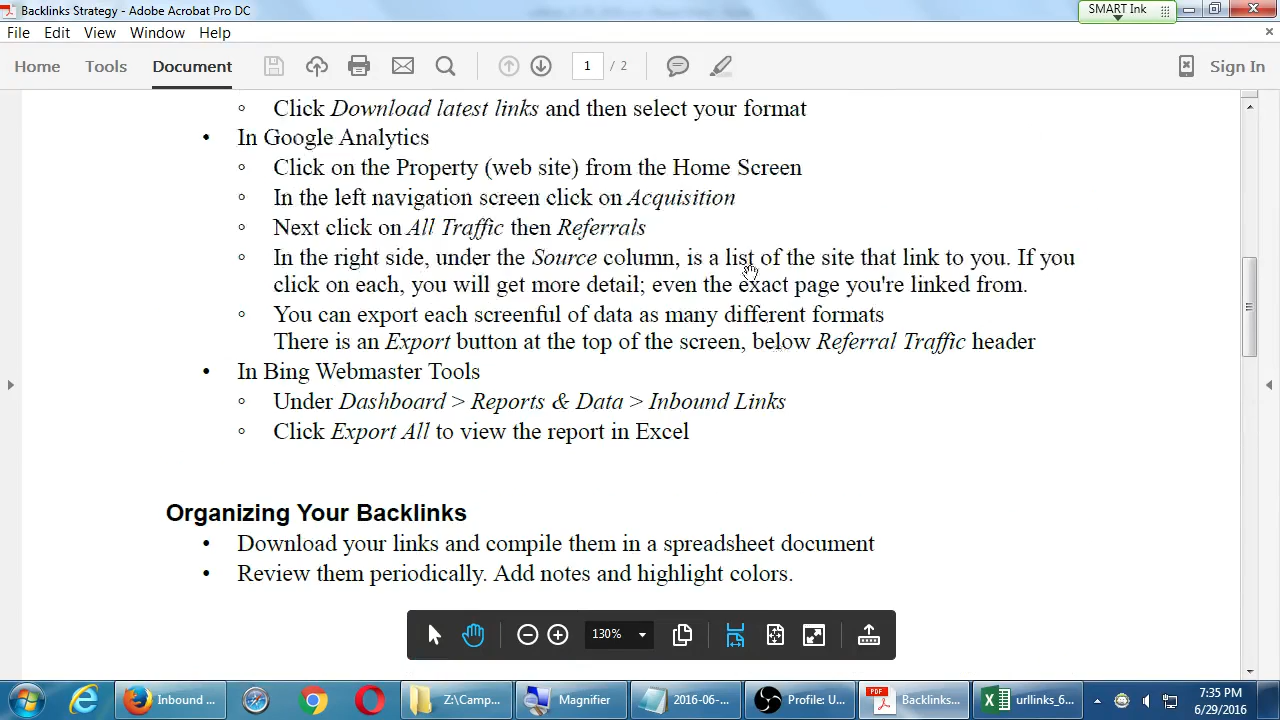 Backlinks Strategy - Adobe Acrobat Pro DC
SMART Ink
File Edit View Window Help
Home Tools Document 1 / 2 Sign In
◦ Click Download latest links and then select your format
• In Google Analytics
◦ Click on the Property (web site) from the Home Screen
◦ In the left navigation screen click on Acquisition
◦ Next click on All Traffic then Referrals
◦ In the right side, under the Source column, is a list of the site that link to you. If you
click on each, you will get more detail; even the exact page you're linked from.
◦ You can export each screenful of data as many different formats
There is an Export button at the top of the screen, below Referral Traffic header
• In Bing Webmaster Tools
◦ Under Dashboard > Reports & Data > Inbound Links
◦ Click Export All to view the report in Excel
Organizing Your Backlinks
• Download your links and compile them in a spreadsheet document
• Review them periodically. Add notes and highlight colors.
130%
Inbound ... Z:\Camp... Magnifier 2016-06-... Profile: U... PDF Backlinks... urllinks_6... 7:35 PM
6/29/2016